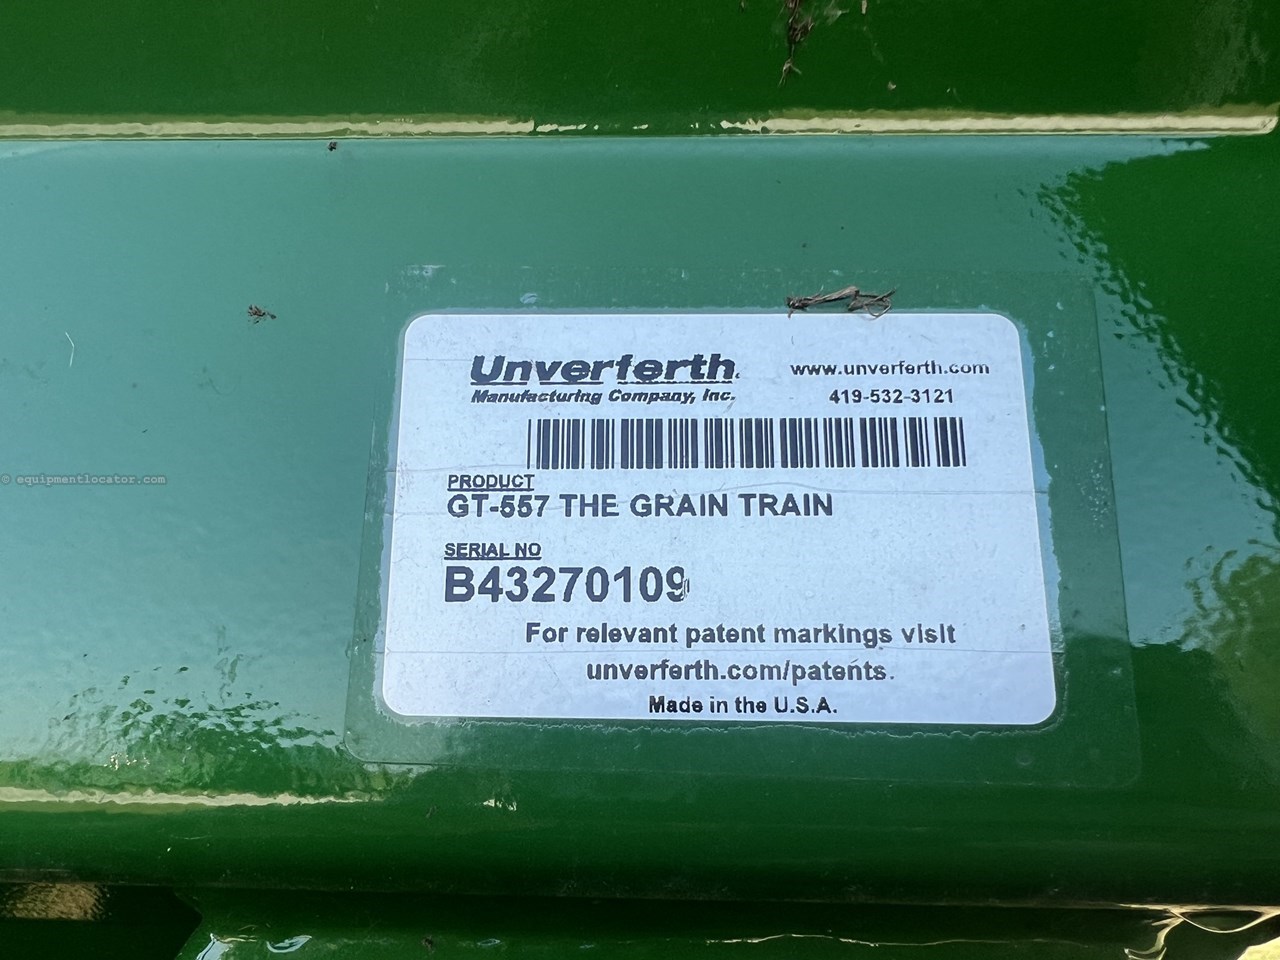 Unverferth
Manufacturing Company, Inc.
www.unverferth.com
419-532-3121
PRODUCT
GT-557 THE GRAIN TRAIN
SERIAL NO
B43270109
For relevant patent markings visit
unverferth.com/patents.
Made in the U.S.A.
© equipmentlocator.com